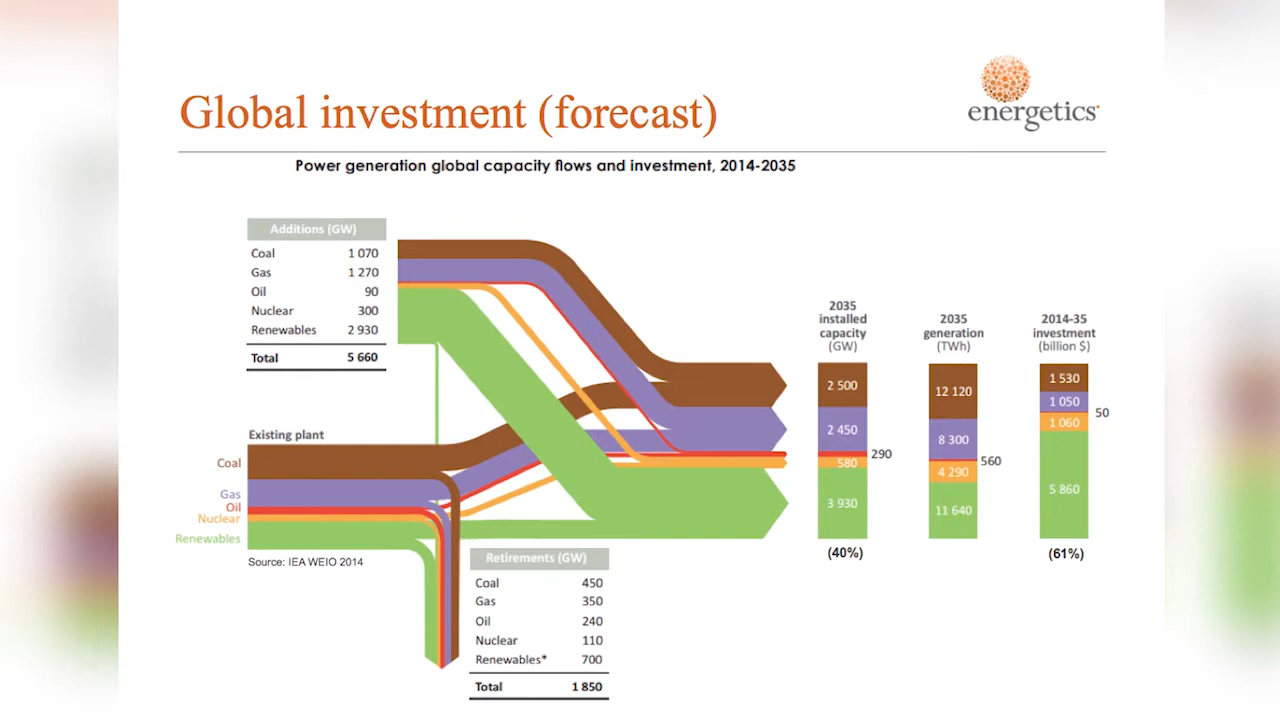 Global investment (forecast)
energetics
Power generation global capacity flows and investment, 2014-2035
Additions (GW)
Coal 1 070
Gas 1 270
Oil 90
Nuclear 300
Renewables 2 930
Total 5 660
Existing plant
Coal
Gas
Oil
Nuclear
Renewables
Source: IEA WEIO 2014
Retirements (GW)
Coal 450
Gas 350
Oil 240
Nuclear 110
Renewables* 700
Total 1 850
2035
installed
capacity
(GW)
2 500
2 450
290
580
3 930
(40%)
2035
generation
(TWh)
12 120
8 300
560
4 290
11 640
2014-35
investment
(billion $)
1 530
1 050
50
1 060
5 860
(61%)